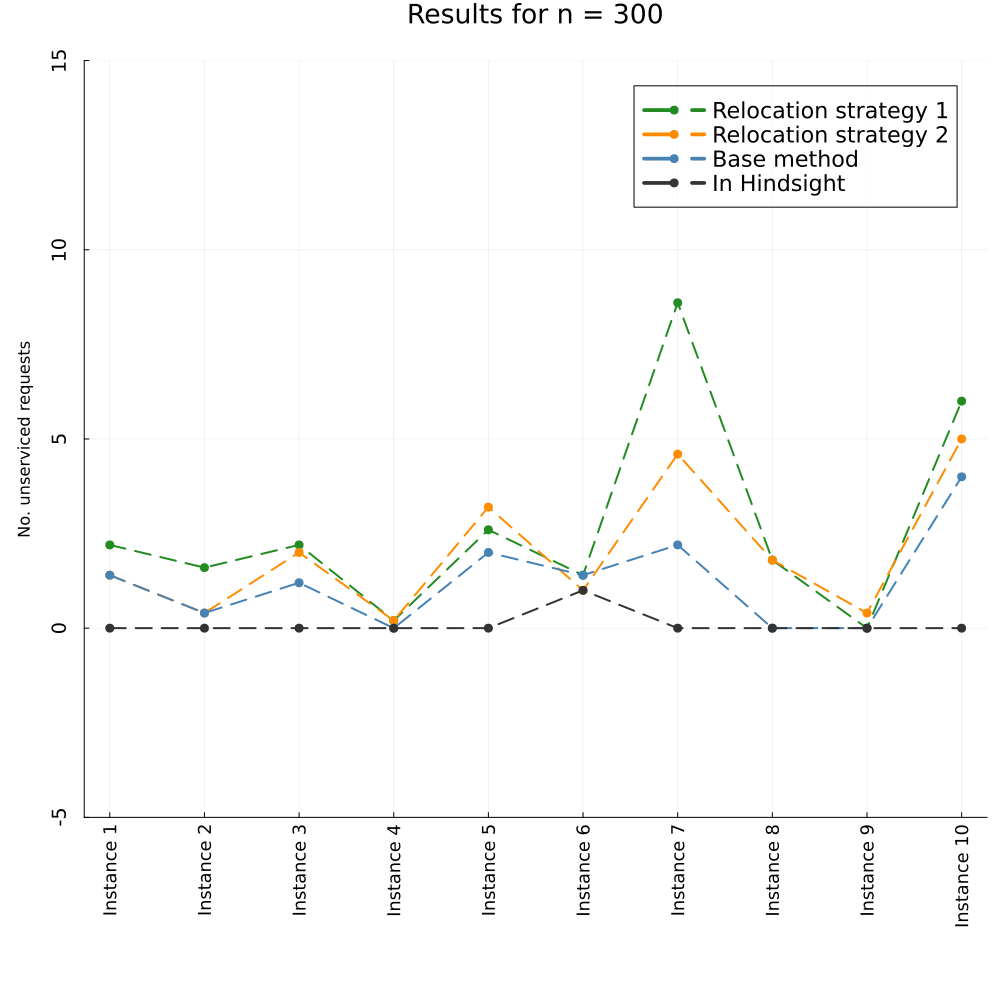 Results for n = 300
Relocation strategy 1
Relocation strategy 2
Base method
In Hindsight
No. unserviced requests
15
10
5
0
-5
Instance 1
Instance 2
Instance 3
Instance 4
Instance 5
Instance 6
Instance 7
Instance 8
Instance 9
Instance 10